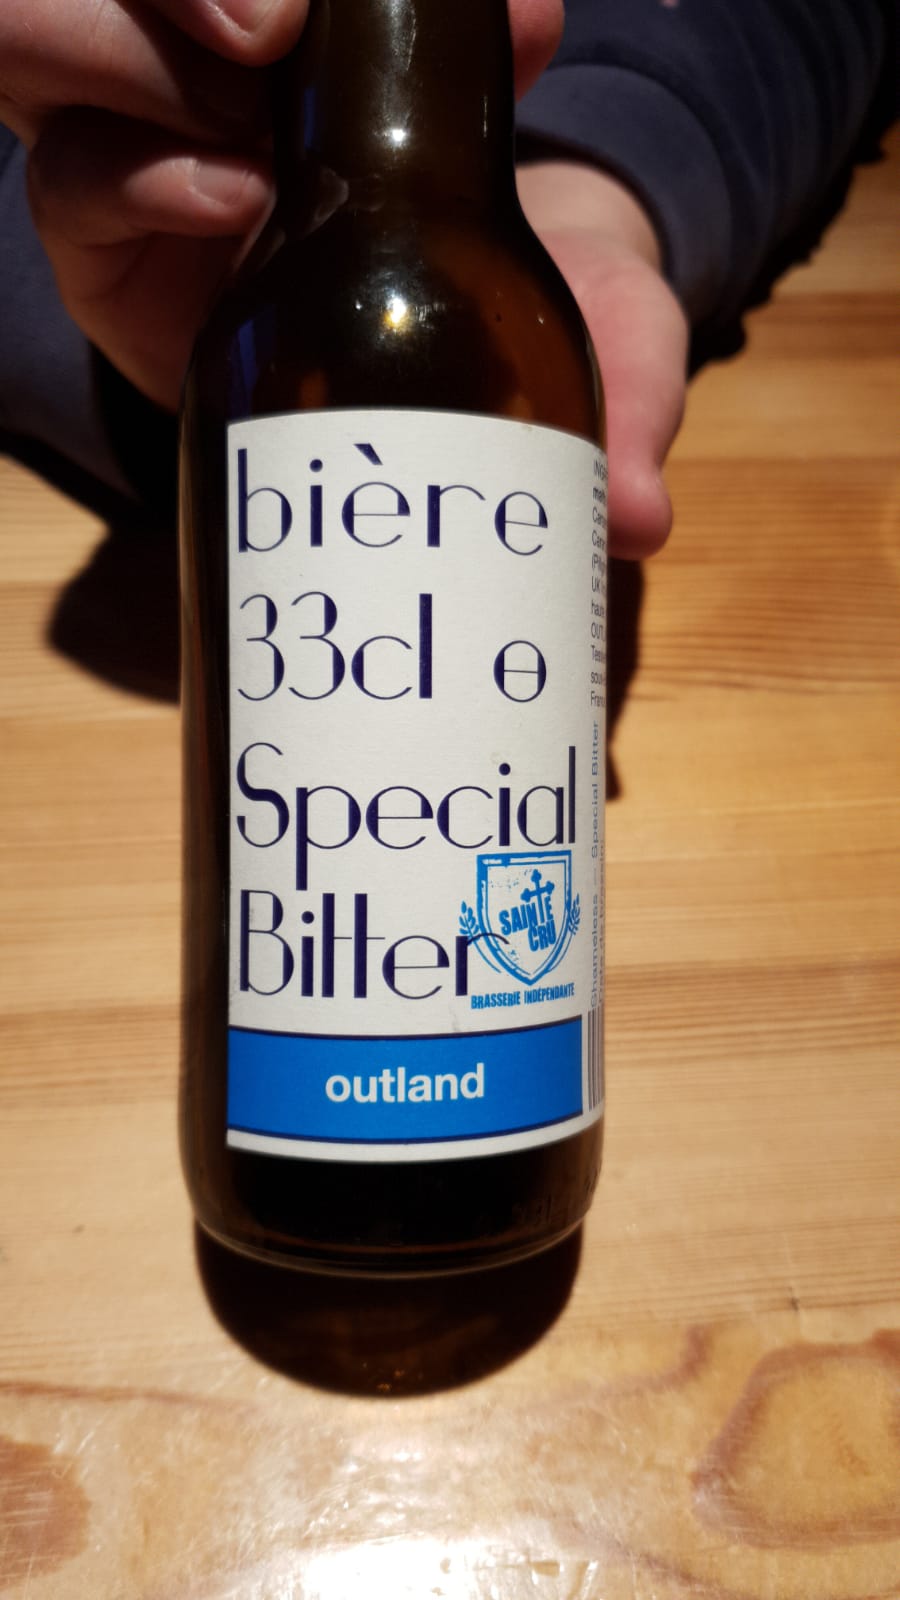 bière
33cl e
Special
Bitter
SAINTE
CRU
BRASSERIE INDÉPENDANTE
outland
Shameless — Special Bitter